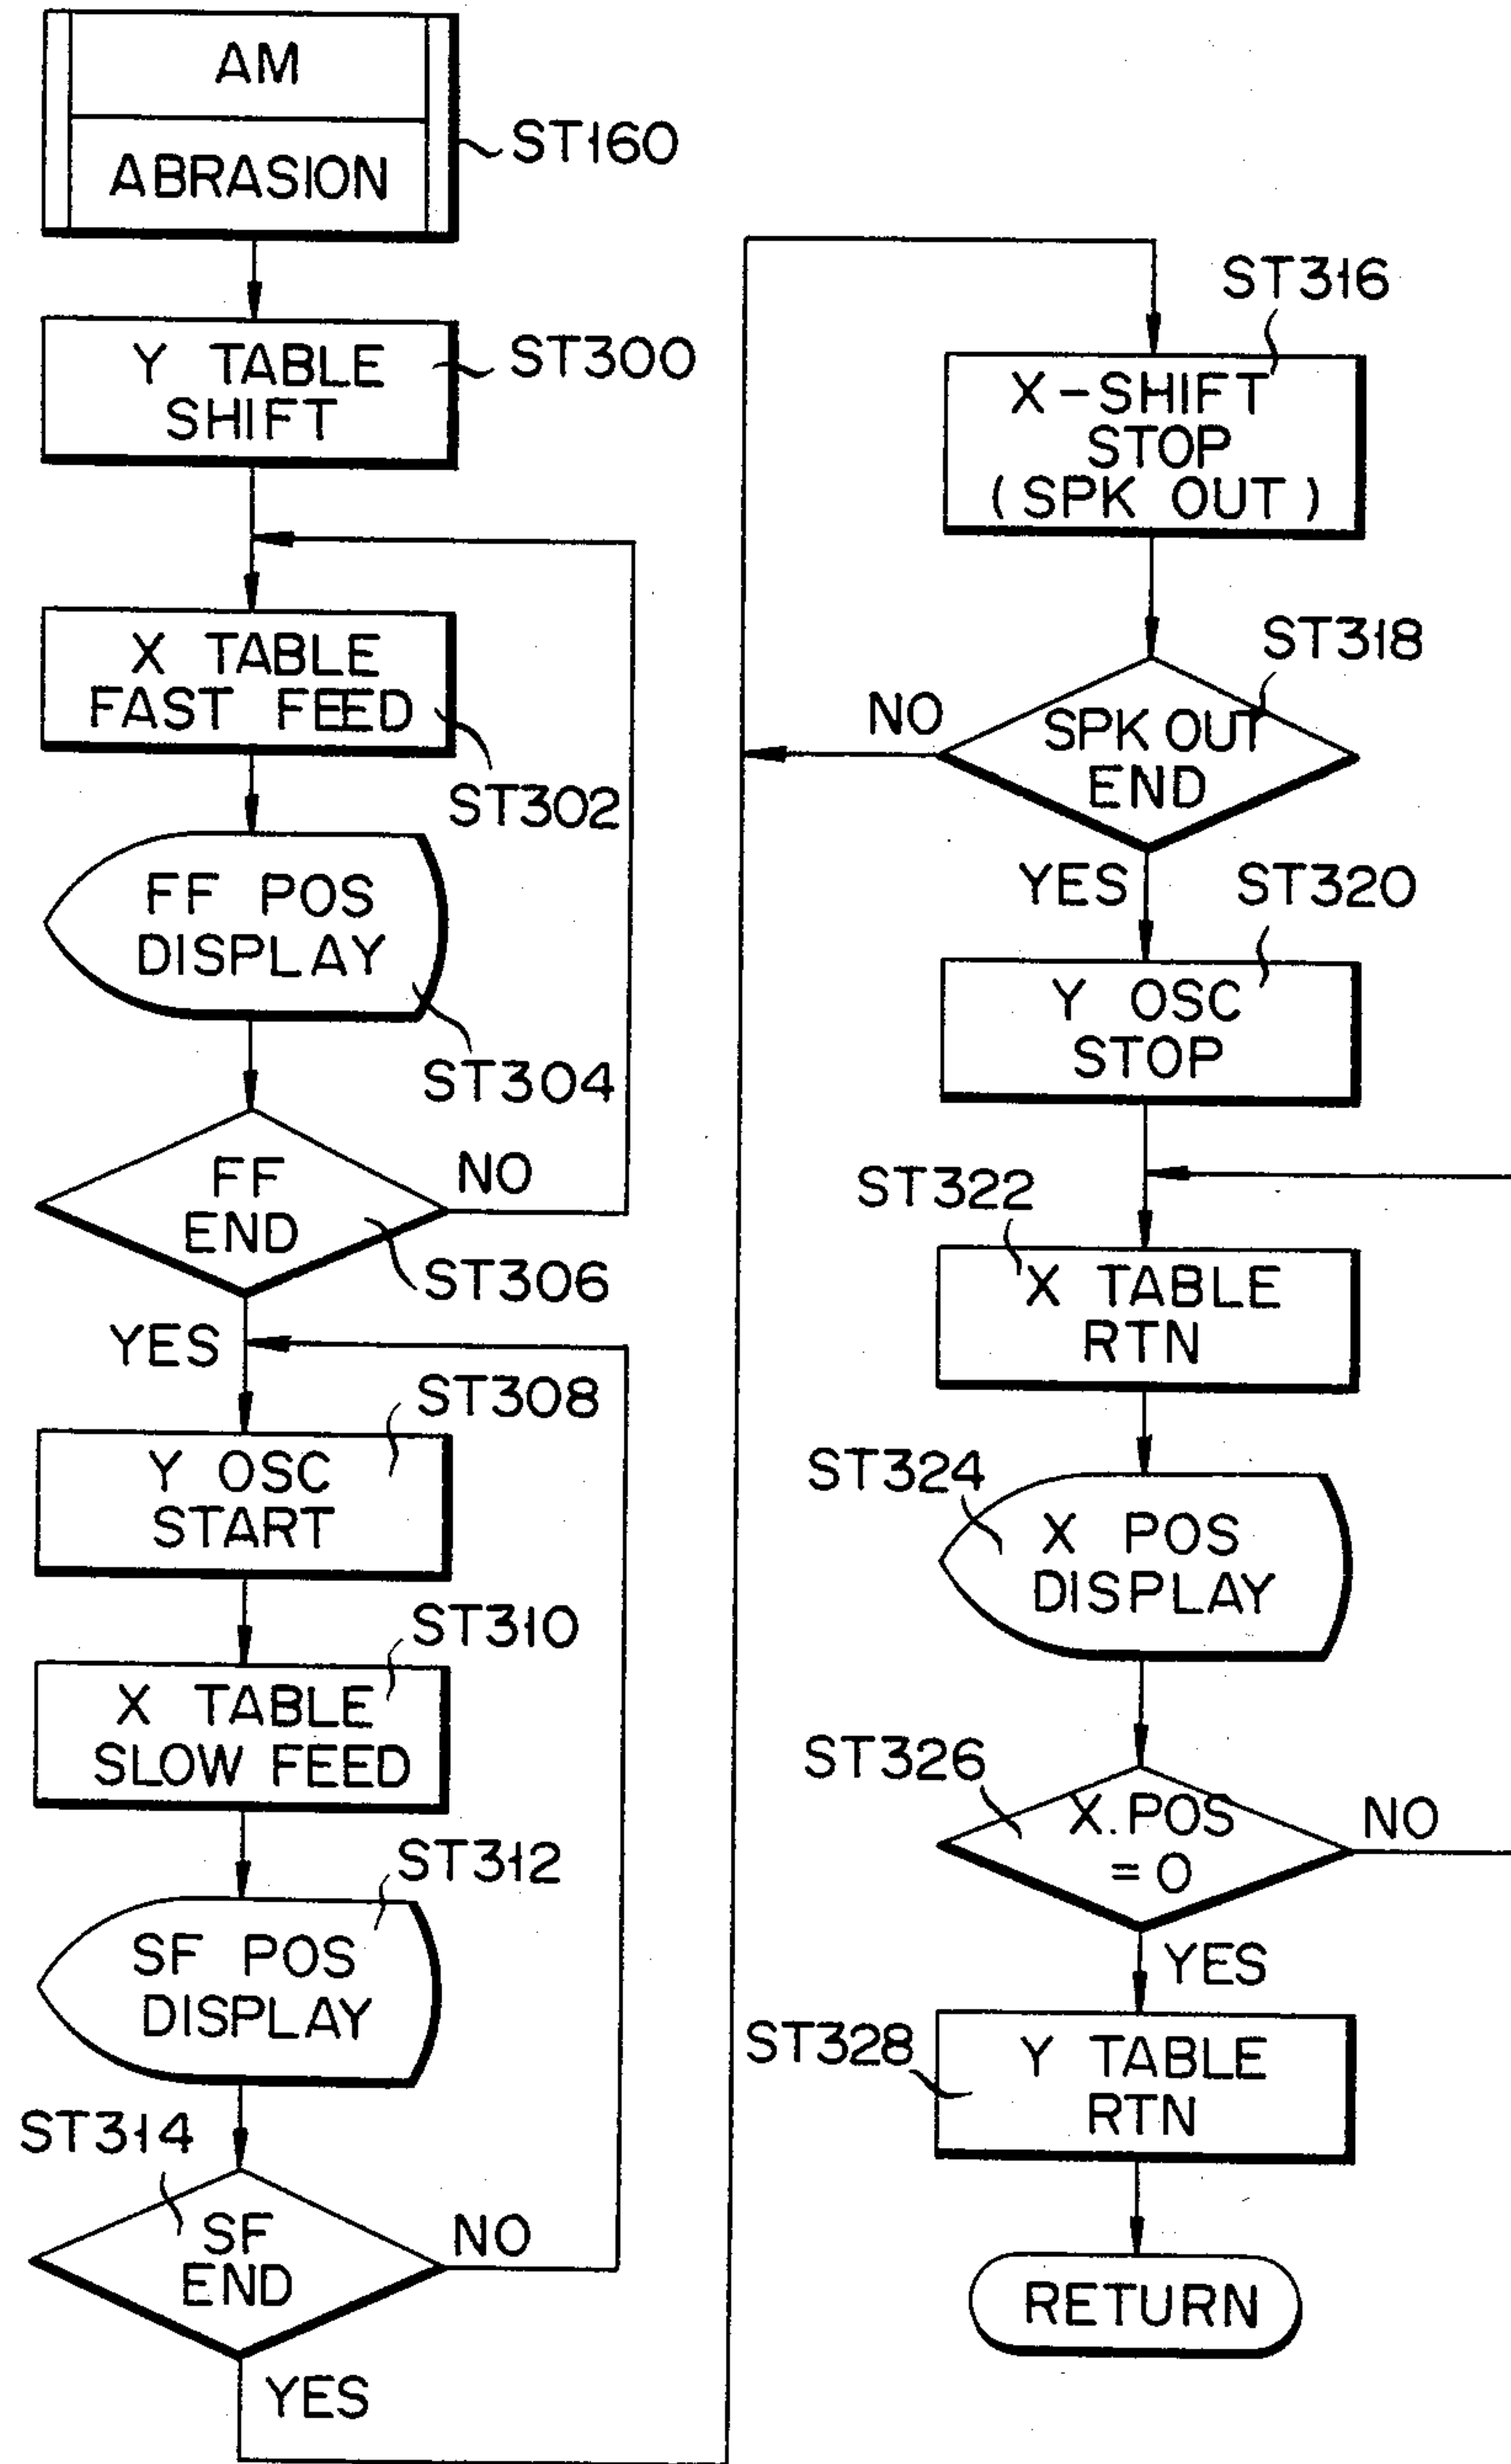 AM
ABRASION
ST160
Y TABLE
SHIFT
ST300
X TABLE
FAST FEED
ST302
FF POS
DISPLAY
ST304
FF
END
NO
ST306
YES
ST308
Y OSC
START
ST310
X TABLE
SLOW FEED
ST312
SF POS
DISPLAY
ST314
SF
END
NO
YES
ST316
X-SHIFT
STOP
(SPK OUT)
ST318
NO
SPK OUT
END
YES
ST320
Y OSC
STOP
ST322
X TABLE
RTN
ST324
X POS
DISPLAY
ST326
X.POS
=0
NO
YES
ST328
Y TABLE
RTN
RETURN